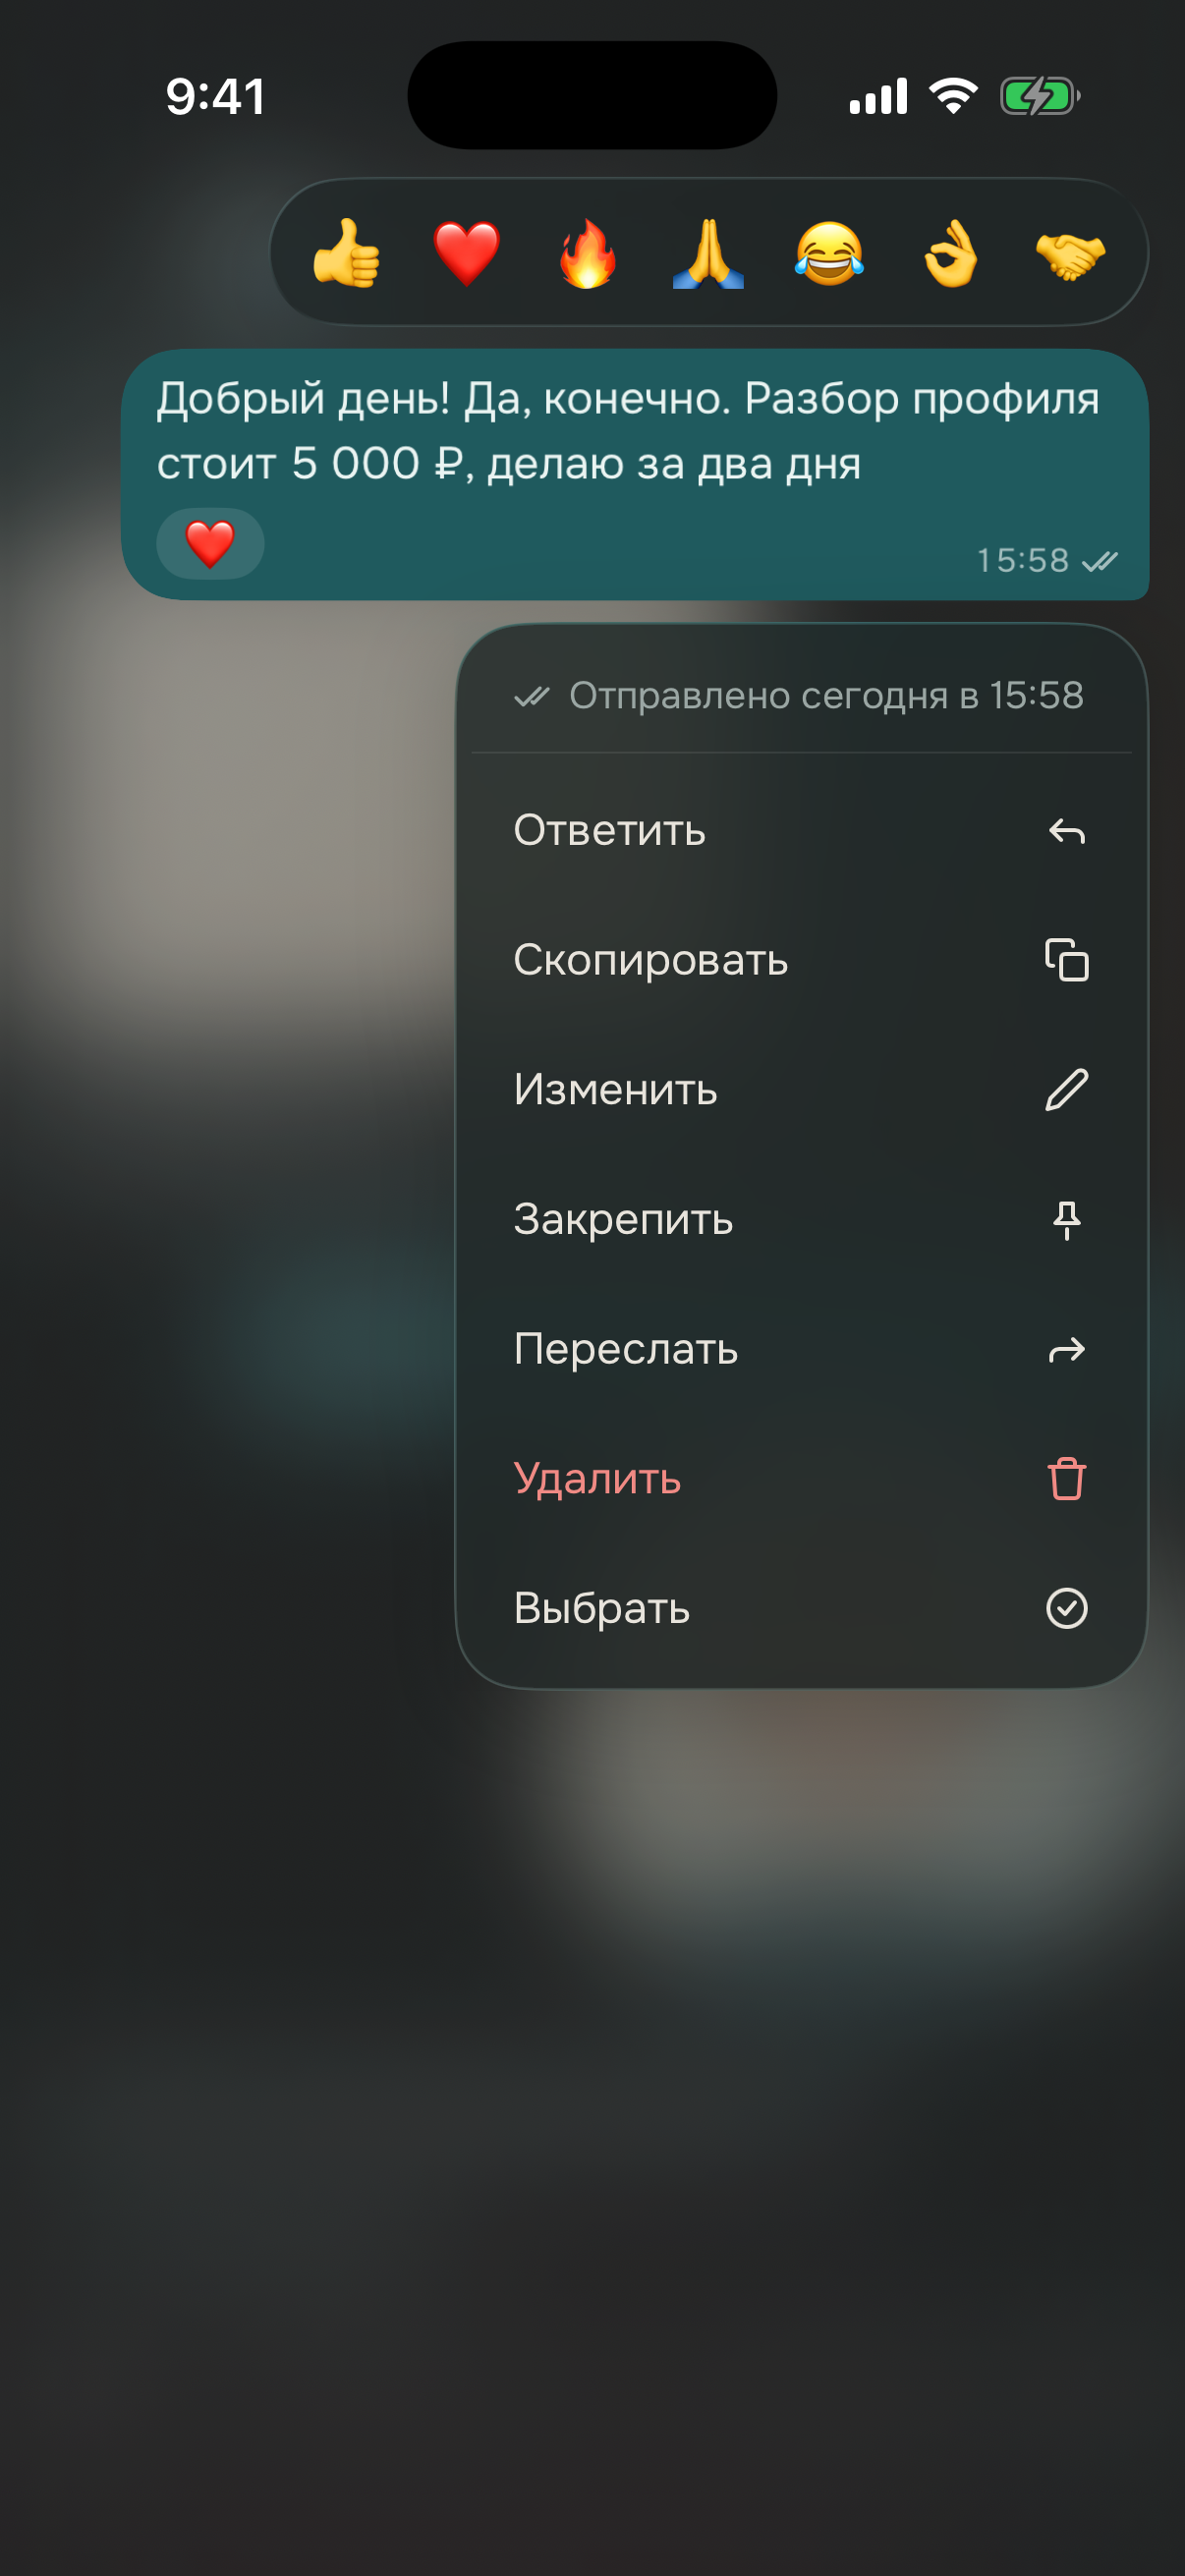 9:41
Добрый день! Да, конечно. Разбор профиля
стоит 5 000 ₽, делаю за два дня
15:58
Отправлено сегодня в 15:58
Ответить
Скопировать
Изменить
Закрепить
Переслать
Удалить
Выбрать